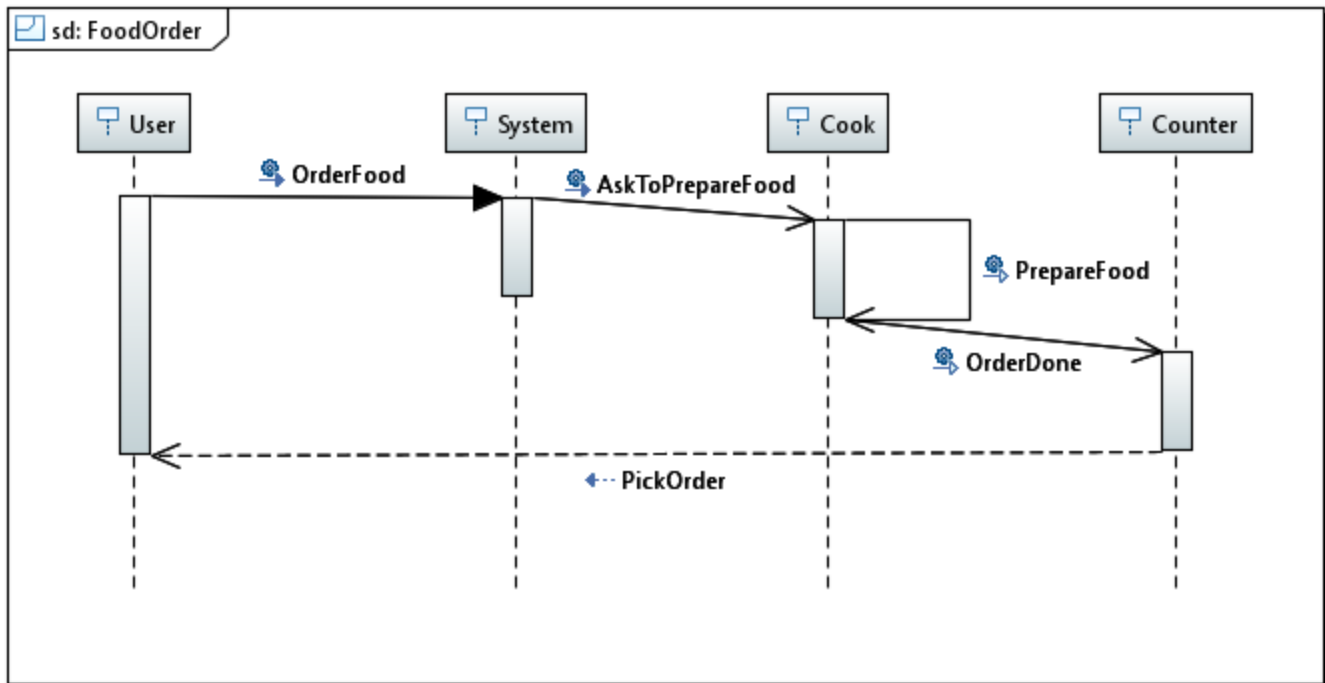 sd: FoodOrder
User
System
Cook
Counter
OrderFood
AskToPrepareFood
PrepareFood
OrderDone
PickOrder